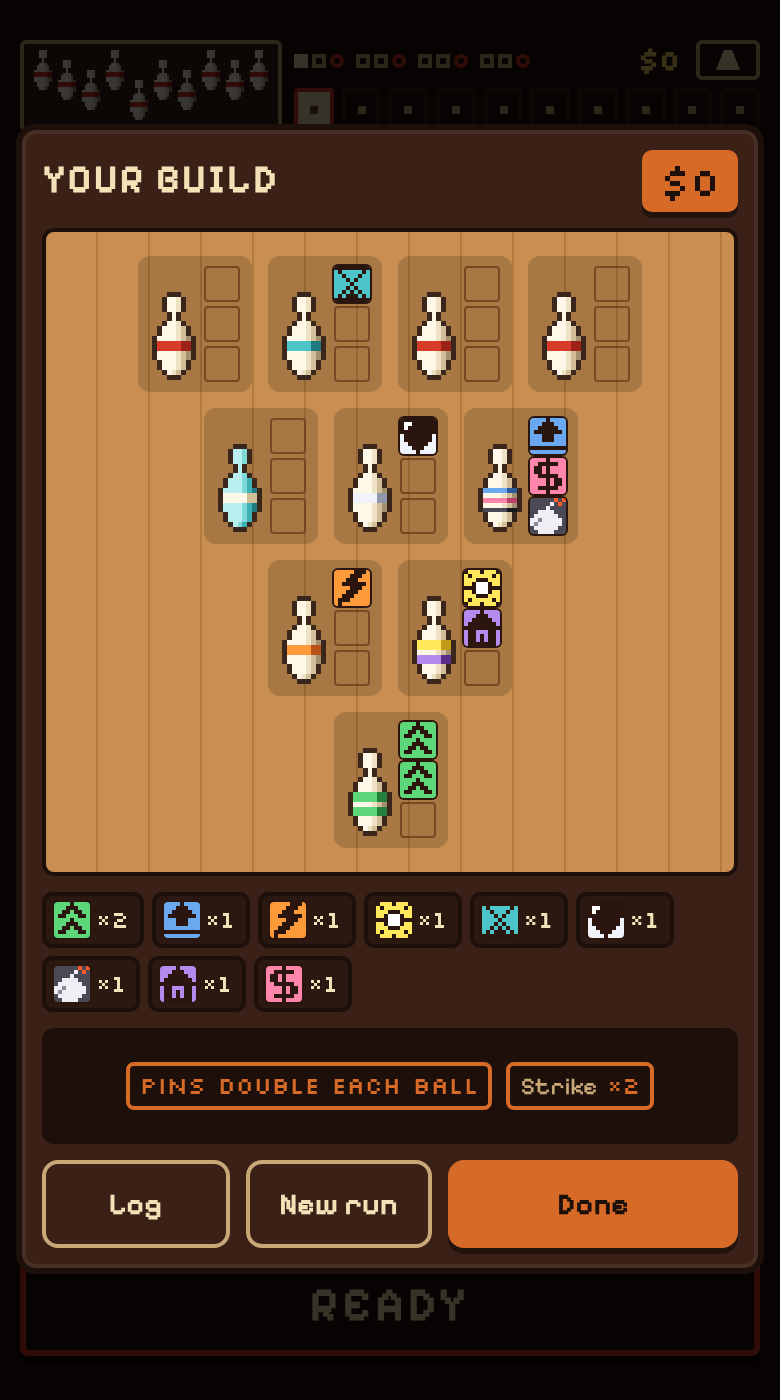 $0
YOUR BUILD
$0
×2
×1
×1
×1
×1
×1
×1
×1
×1
PINS DOUBLE EACH BALL
Strike ×2
Log
New run
Done
READY